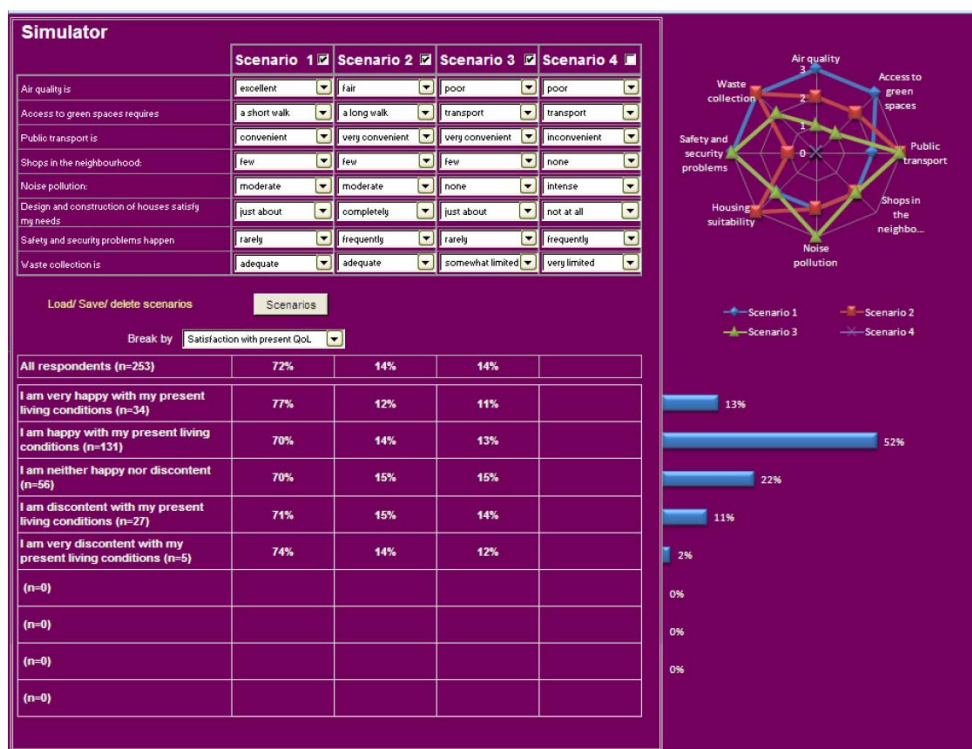 Simulator
Scenario 1 Scenario 2 Scenario 3 Scenario 4
Air quality is excellent fair poor poor
Access to green spaces requires a short walk a long walk transport transport
Public transport is convenient very convenient very convenient inconvenient
Shops in the neighbourhood: few few few none
Noise pollution: moderate moderate none intense
Design and construction of houses satisfy
my needs just about completely just about not at all
Safety and security problems happen rarely frequently rarely frequently
Waste collection is adequate adequate somewhat limited very limited
Load/ Save/ delete scenarios Scenarios
Break by Satisfaction with present QoL
All respondents (n=253) 72% 14% 14%
I am very happy with my present
living conditions (n=34) 77% 12% 11%
I am happy with my present living
conditions (n=131) 70% 14% 13%
I am neither happy nor discontent
(n=56) 70% 15% 15%
I am discontent with my present
living conditions (n=27) 71% 15% 14%
I am very discontent with my
present living conditions (n=5) 74% 14% 12%
(n=0)
(n=0)
(n=0)
(n=0)
Air quality
Access to
green
spaces
Public
transport
Shops in
the
neighbo...
Noise
pollution
Housing
suitability
Safety and
security
problems
Waste
collection
3
2
1
0
Scenario 1 Scenario 2
Scenario 3 Scenario 4
13%
52%
22%
11%
2%
0%
0%
0%